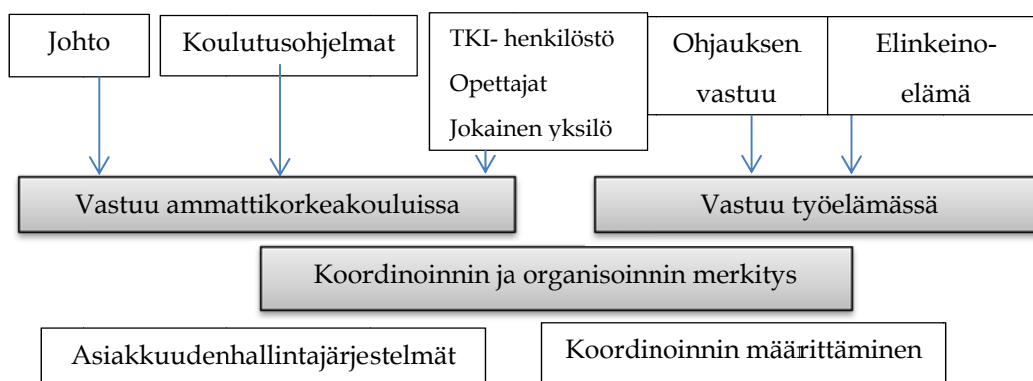 Johto
Koulutusohjelmat
TKI- henkilöstö
Opettajat
Jokainen yksilö
Ohjauksen
vastuu
Elinkeino-
elämä
Vastuu ammattikorkeakouluissa
Vastuu työelämässä
Koordinoinnin ja organisoinnin merkitys
Asiakkuudenhallintajärjestelmät
Koordinoinnin määrittäminen